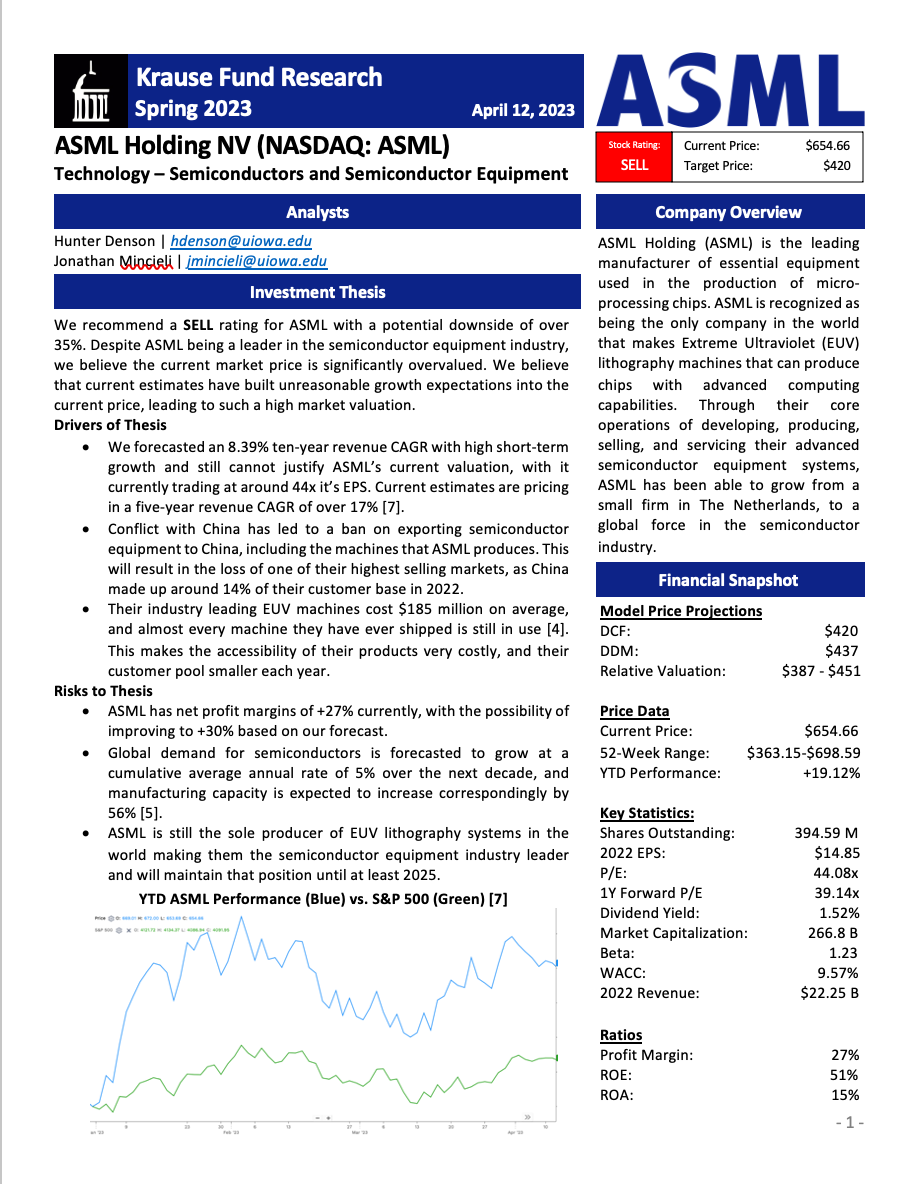 Krause Fund Research
Spring 2023
April 12, 2023
ASML
ASML Holding NV (NASDAQ: ASML)
Technology – Semiconductors and Semiconductor Equipment
Stock Rating:
SELL
Current Price: $654.66
Target Price: $420
Analysts
Hunter Denson | hdenson@uiowa.edu
Jonathan Mincieli | jmincieli@uiowa.edu
Investment Thesis
We recommend a SELL rating for ASML with a potential downside of over
35%. Despite ASML being a leader in the semiconductor equipment industry,
we believe the current market price is significantly overvalued. We believe
that current estimates have built unreasonable growth expectations into the
current price, leading to such a high market valuation.
Drivers of Thesis
• We forecasted an 8.39% ten-year revenue CAGR with high short-term
growth and still cannot justify ASML's current valuation, with it
currently trading at around 44x it's EPS. Current estimates are pricing
in a five-year revenue CAGR of over 17% [7].
• Conflict with China has led to a ban on exporting semiconductor
equipment to China, including the machines that ASML produces. This
will result in the loss of one of their highest selling markets, as China
made up around 14% of their customer base in 2022.
• Their industry leading EUV machines cost $185 million on average,
and almost every machine they have ever shipped is still in use [4].
This makes the accessibility of their products very costly, and their
customer pool smaller each year.
Risks to Thesis
• ASML has net profit margins of +27% currently, with the possibility of
improving to +30% based on our forecast.
• Global demand for semiconductors is forecasted to grow at a
cumulative average annual rate of 5% over the next decade, and
manufacturing capacity is expected to increase correspondingly by
56% [5].
• ASML is still the sole producer of EUV lithography systems in the
world making them the semiconductor equipment industry leader
and will maintain that position until at least 2025.
YTD ASML Performance (Blue) vs. S&P 500 (Green) [7]
Price
S&P 500
9
23
30
Feb '23
6
13
27
Mar '23
6
13
20
27
Apr '23
10
Company Overview
ASML Holding (ASML) is the leading
manufacturer of essential equipment
used in the production of micro-
processing chips. ASML is recognized as
being the only company in the world
that makes Extreme Ultraviolet (EUV)
lithography machines that can produce
chips with advanced computing
capabilities. Through their core
operations of developing, producing,
selling, and servicing their advanced
semiconductor equipment systems,
ASML has been able to grow from a
small firm in The Netherlands, to a
global force in the semiconductor
industry.
Financial Snapshot
Model Price Projections
DCF: $420
DDM: $437
Relative Valuation: $387 - $451
Price Data
Current Price: $654.66
52-Week Range: $363.15-$698.59
YTD Performance: +19.12%
Key Statistics:
Shares Outstanding: 394.59 M
2022 EPS: $14.85
P/E: 44.08x
1Y Forward P/E 39.14x
Dividend Yield: 1.52%
Market Capitalization: 266.8 B
Beta: 1.23
WACC: 9.57%
2022 Revenue: $22.25 B
Ratios
Profit Margin: 27%
ROE: 51%
ROA: 15%
- 1 -